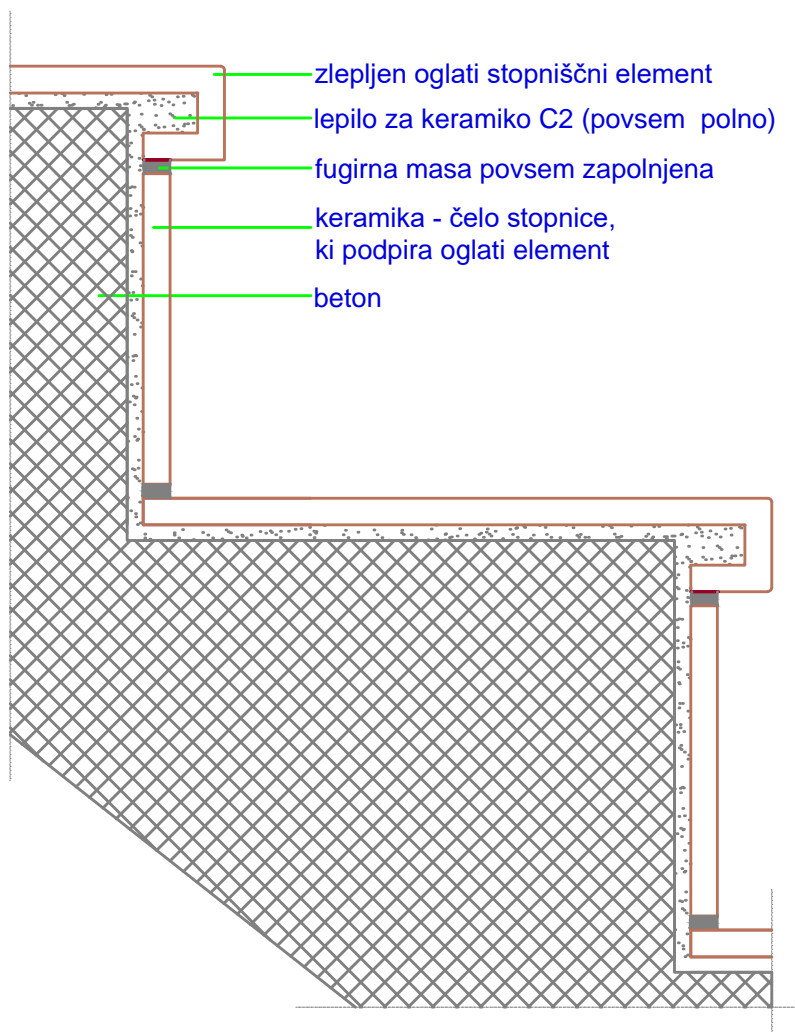 zlepljen oglati stopniščni element
lepilo za keramiko C2 (povsem polno)
fugirna masa povsem zapolnjena
keramika - čelo stopnice,
ki podpira oglati element
beton